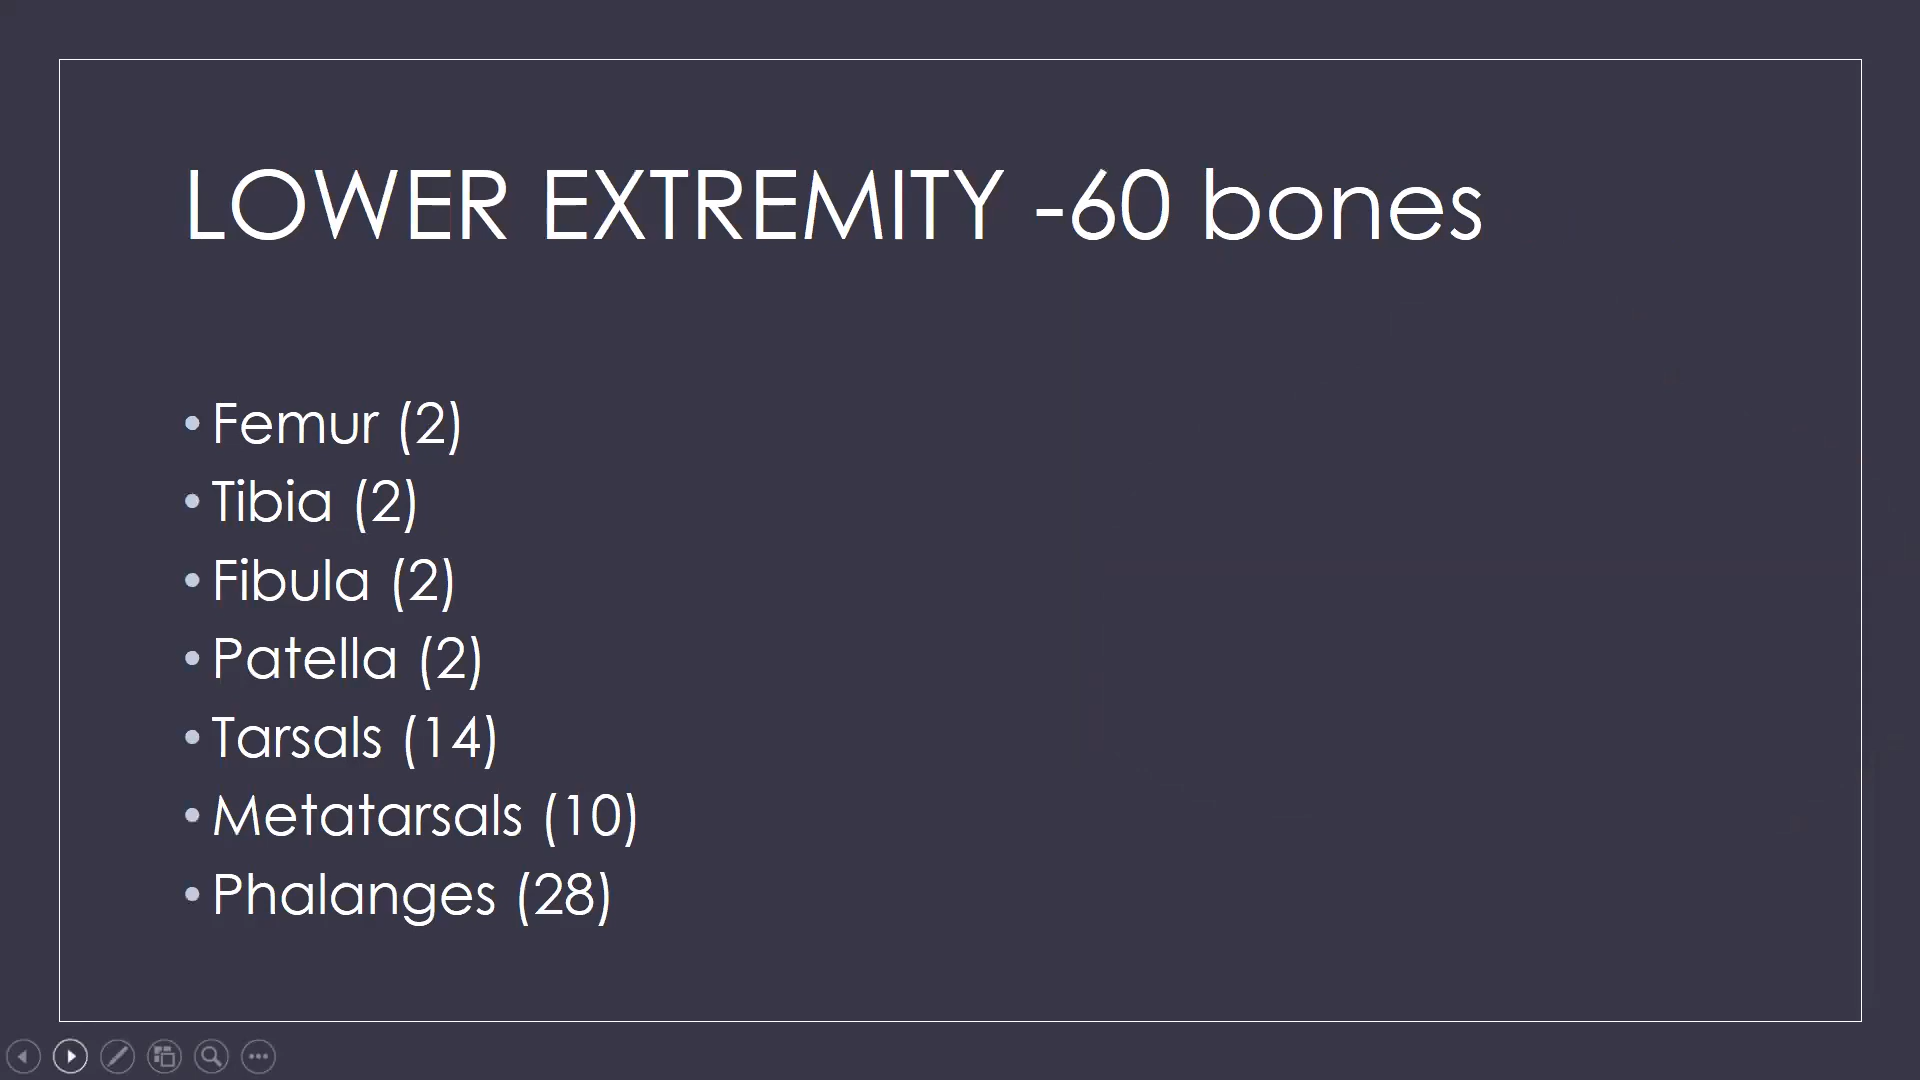 LOWER EXTREMITY -60 bones
• Femur (2)
• Tibia (2)
• Fibula (2)
• Patella (2)
• Tarsals (14)
• Metatarsals (10)
• Phalanges (28)